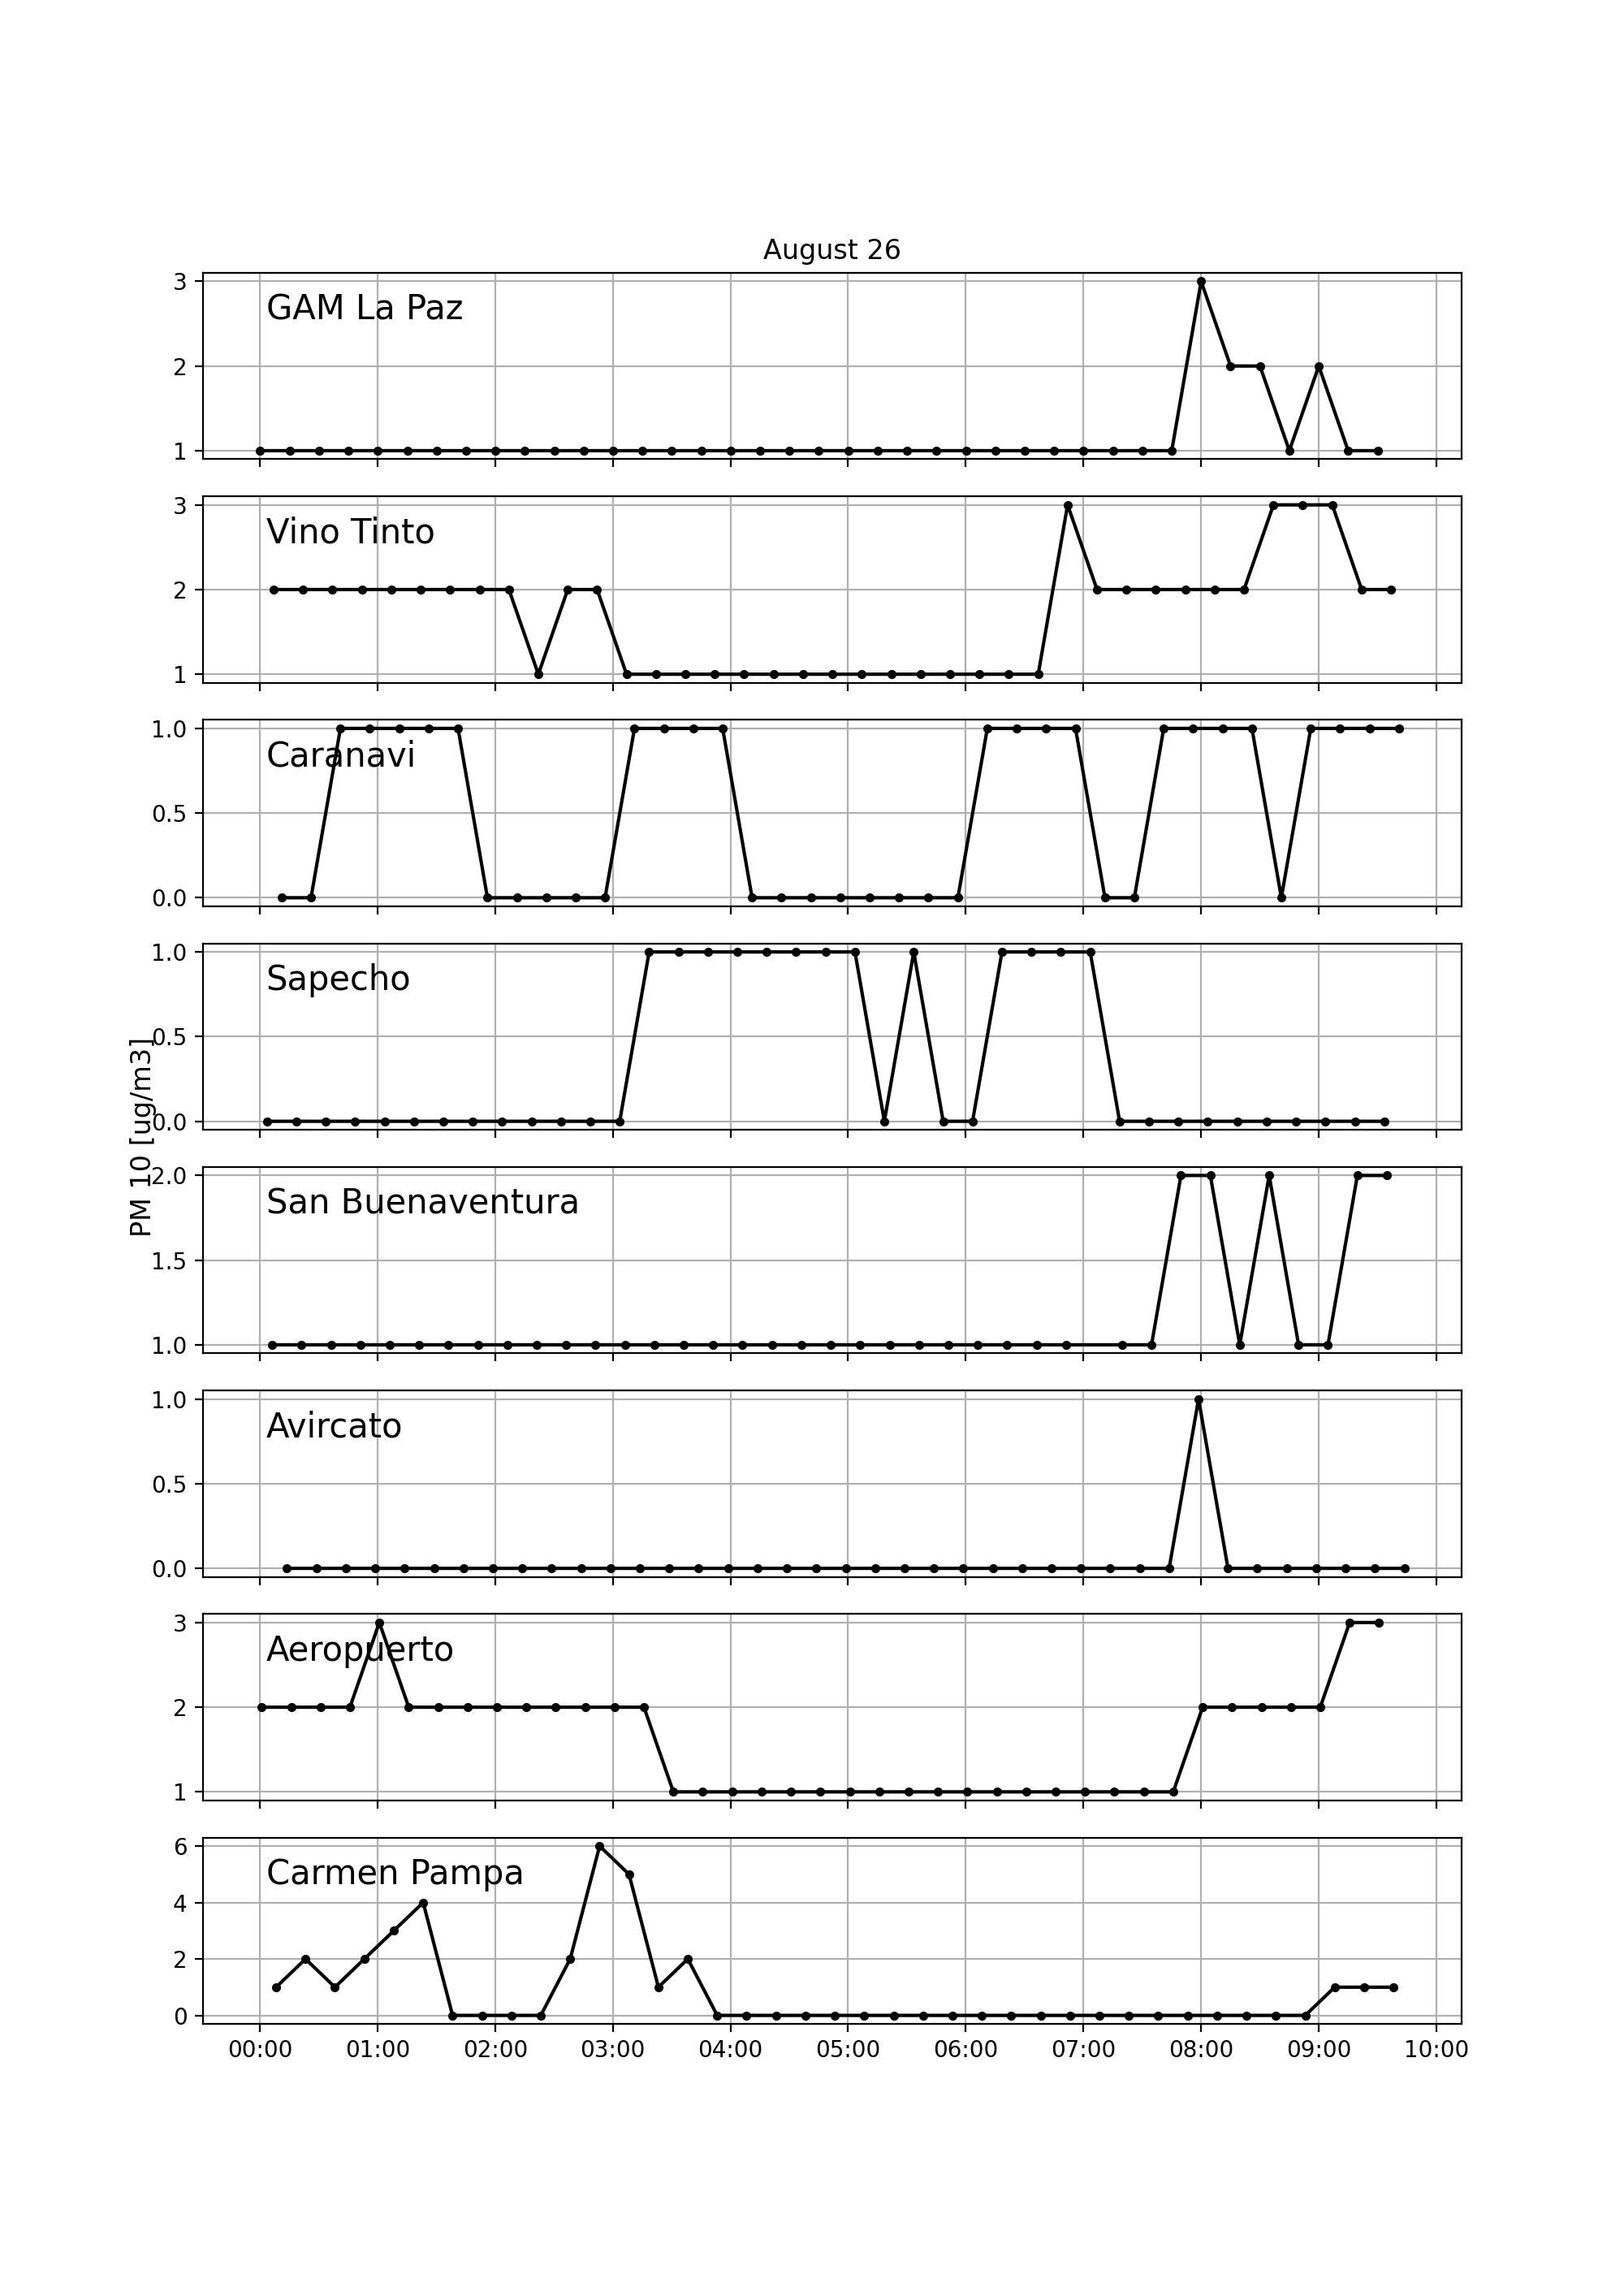 August 26
3
GAM La Paz
2
1
3
Vino Tinto
2
1
1.0
Caranavi
0.5
0.0
1.0
Sapecho
0.5
0.0
PM 10 [ug/m3]
2.0
San Buenaventura
1.5
1.0
1.0
Avircato
0.5
0.0
3
Aeropuerto
2
1
6
Carmen Pampa
4
2
0
00:00 01:00 02:00 03:00 04:00 05:00 06:00 07:00 08:00 09:00 10:00